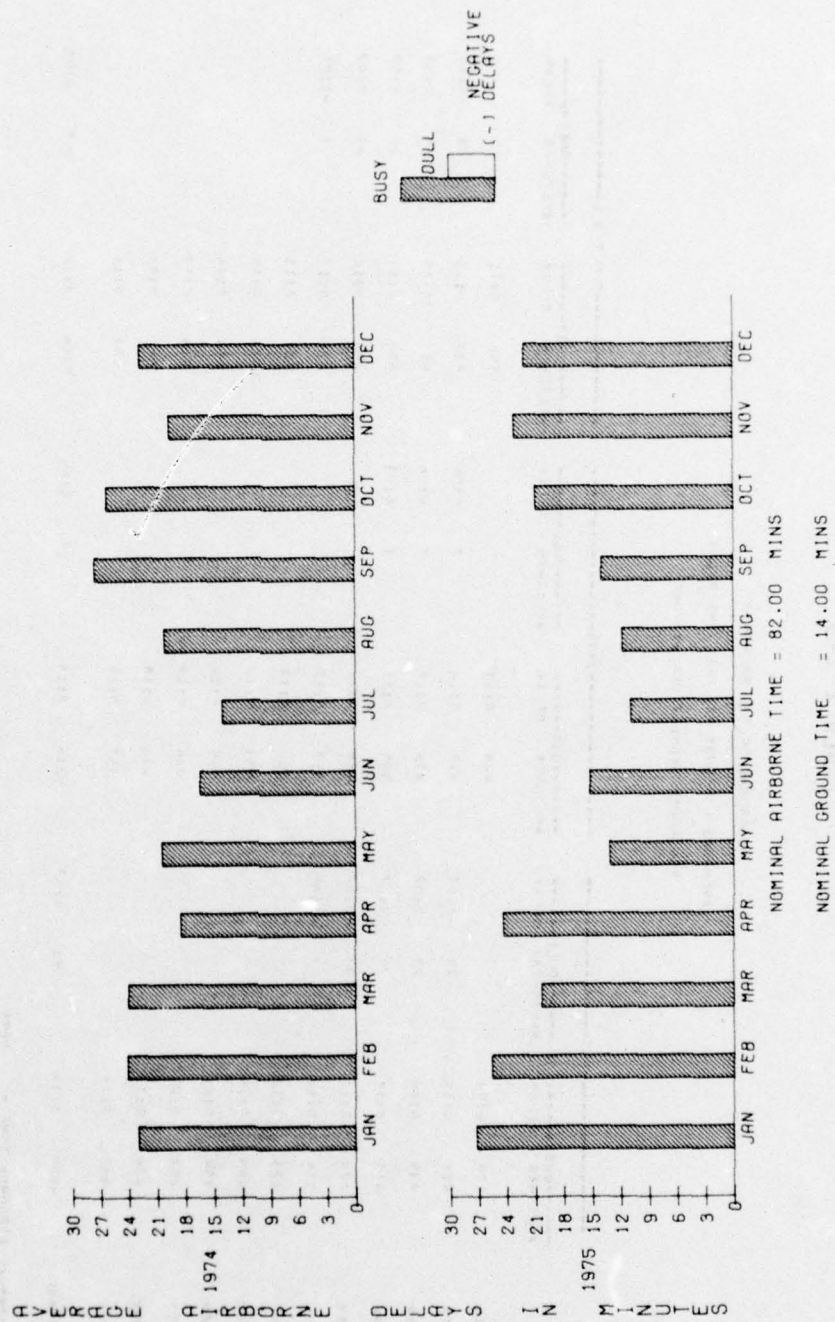 AVERAGE AIRBORNE DELAYS IN MINUTES
1974
30
27
24
21
18
15
12
9
6
3
0
JAN FEB MAR APR MAY JUN JUL AUG SEP OCT NOV DEC
1975
30
27
24
21
18
15
12
9
6
3
0
JAN FEB MAR APR MAY JUN JUL AUG SEP OCT NOV DEC
NOMINAL AIRBORNE TIME = 82.00 MINS
NOMINAL GROUND TIME = 14.00 MINS
BUSY
DULL
NEGATIVE
(-) DELAYS